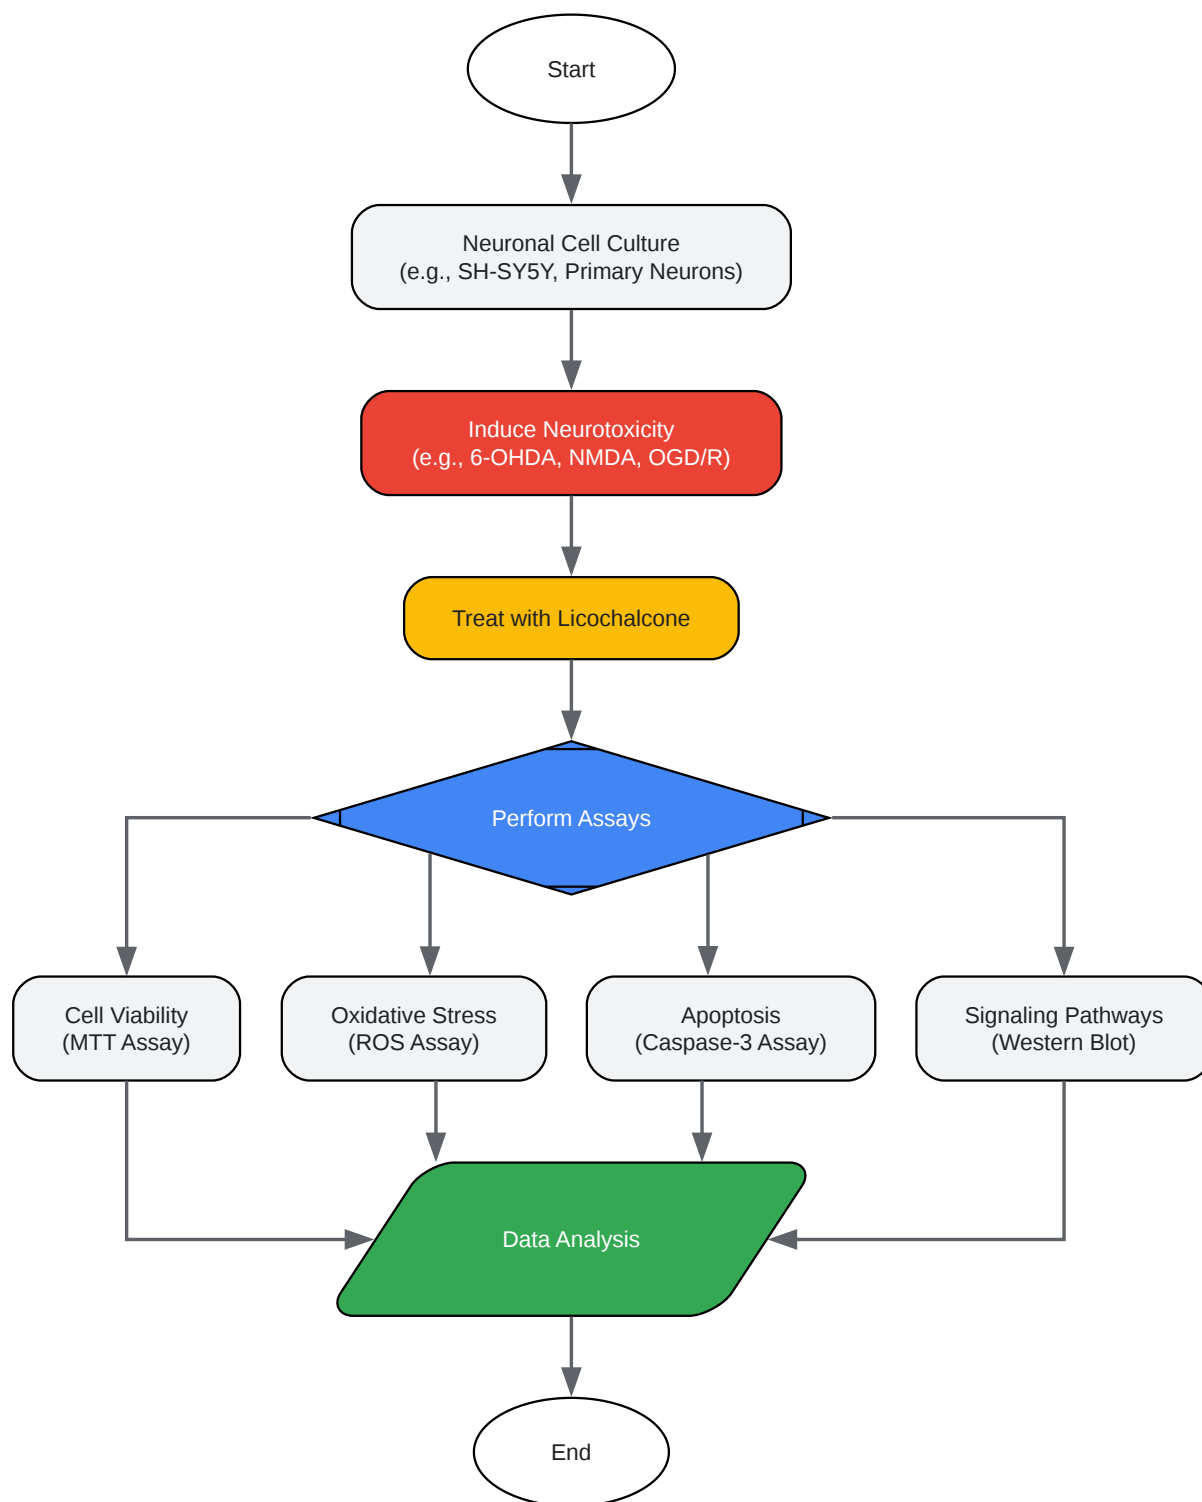 Start
Neuronal Cell Culture
(e.g., SH-SY5Y, Primary Neurons)
Induce Neurotoxicity
(e.g., 6-OHDA, NMDA, OGD/R)
Treat with Licochalcone
Perform Assays
Cell Viability
(MTT Assay)
Oxidative Stress
(ROS Assay)
Apoptosis
(Caspase-3 Assay)
Signaling Pathways
(Western Blot)
Data Analysis
End